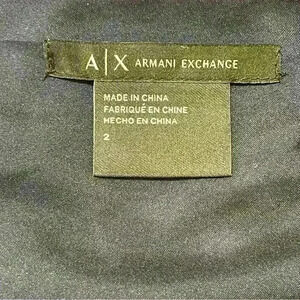 A|X ARMANI EXCHANGE
MADE IN CHINA
FABRIQUÉ EN CHINE
HECHO EN CHINA
2